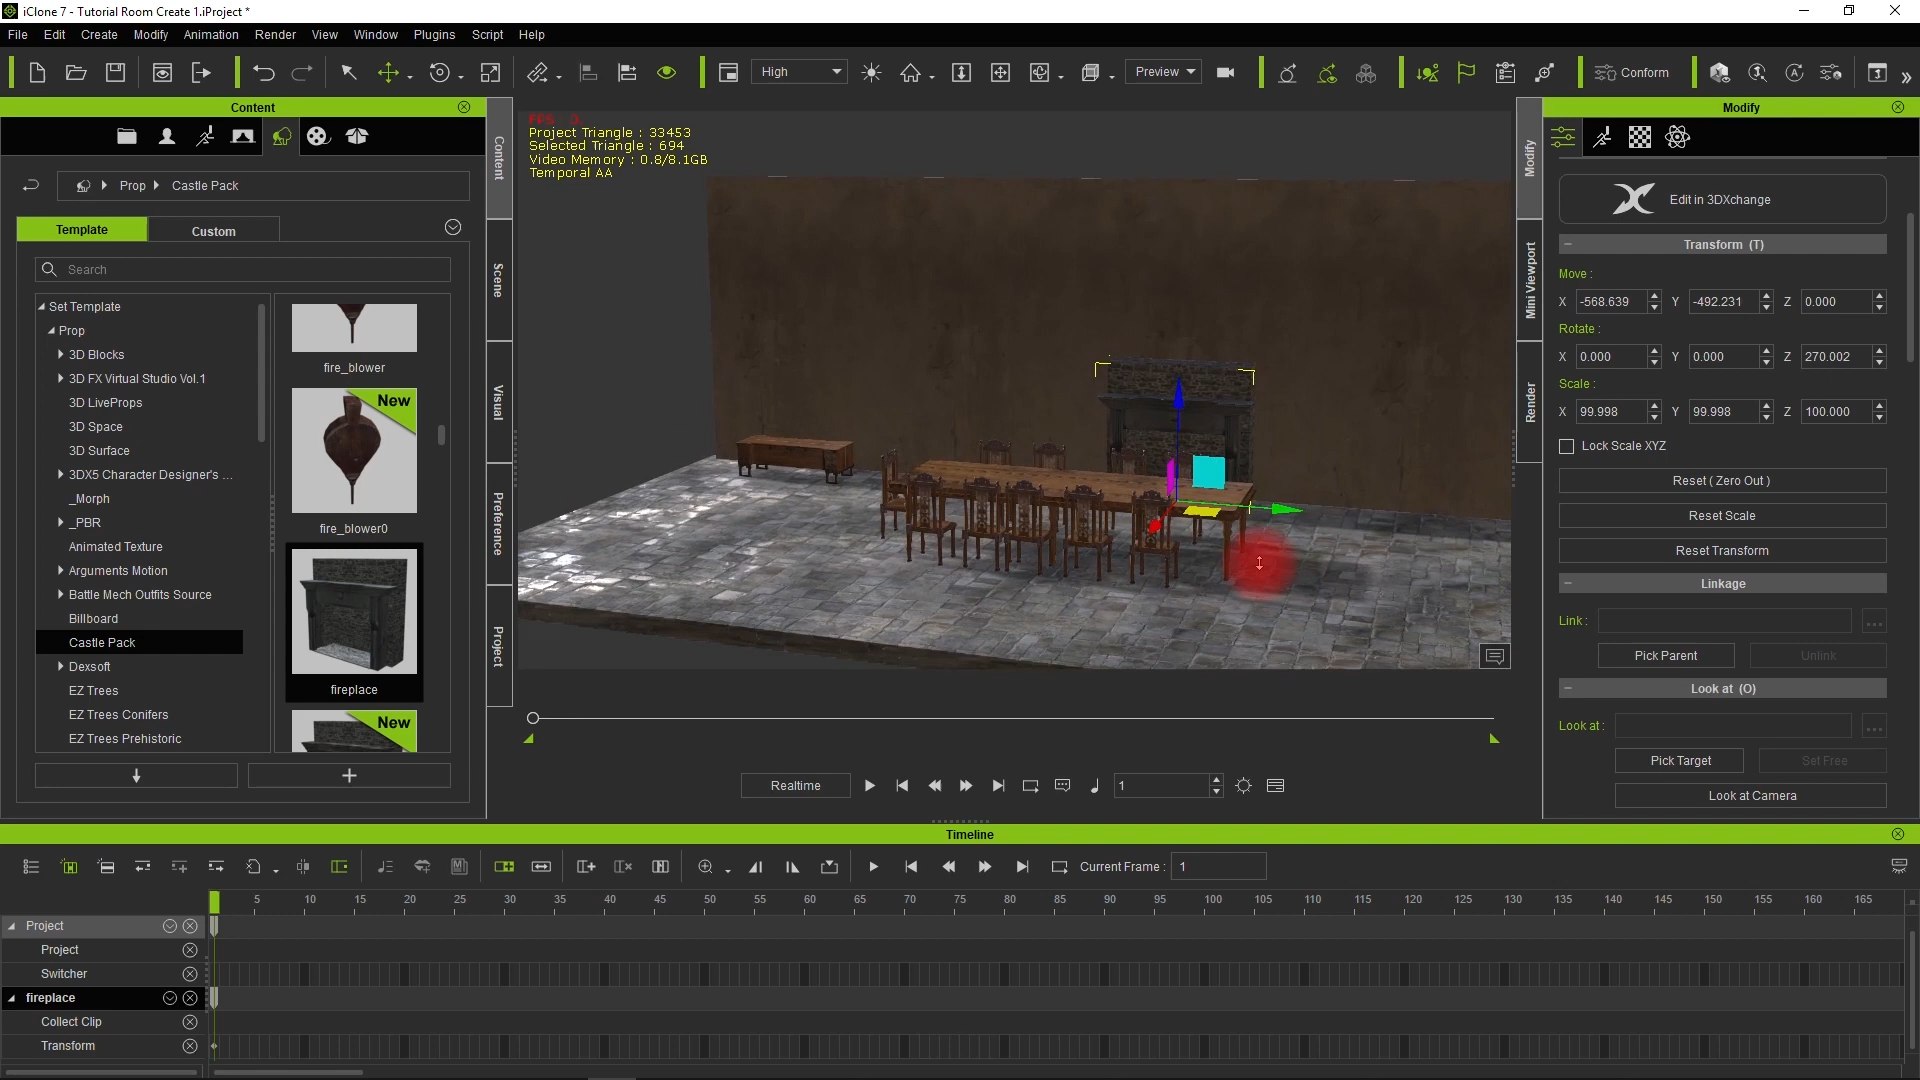 iClone 7 - Tutorial Room Create 1.iProject *
File Edit Create Modify Animation Render View Window Plugins Script Help
High
Preview
Conform
Content
Prop Castle Pack
Template Custom
Search
Set Template
Prop
3D Blocks
3D FX Virtual Studio Vol.1
3D LiveProps
3D Space
3D Surface
3DX5 Character Designer's ...
_Morph
_PBR
Animated Texture
Arguments Motion
Battle Mech Outfits Source
Billboard
Castle Pack
Dexsoft
EZ Trees
EZ Trees Conifers
EZ Trees Prehistoric
fire_blower
New
fire_blower0
fireplace
New
Content
Scene
Visual
Preference
Project
FPS : 0
Project Triangle : 33453
Selected Triangle : 694
Video Memory : 0.8/8.1GB
Temporal AA
Realtime
1
Modify
Mini Viewport
Render
Modify
Edit in 3DXchange
Transform (T)
Move :
X -568.639 Y -492.231 Z 0.000
Rotate :
X 0.000 Y 0.000 Z 270.002
Scale :
X 99.998 Y 99.998 Z 100.000
Lock Scale XYZ
Reset ( Zero Out )
Reset Scale
Reset Transform
Linkage
Link :
...
Pick Parent Unlink
Look at (O)
Look at :
...
Pick Target Set Free
Look at Camera
Timeline
Current Frame : 1
5 10 15 20 25 30 35 40 45 50 55 60 65 70 75 80 85 90 95 100 105 110 115 120 125 130 135 140 145 150 155 160 165
Project
Project
Switcher
fireplace
Collect Clip
Transform